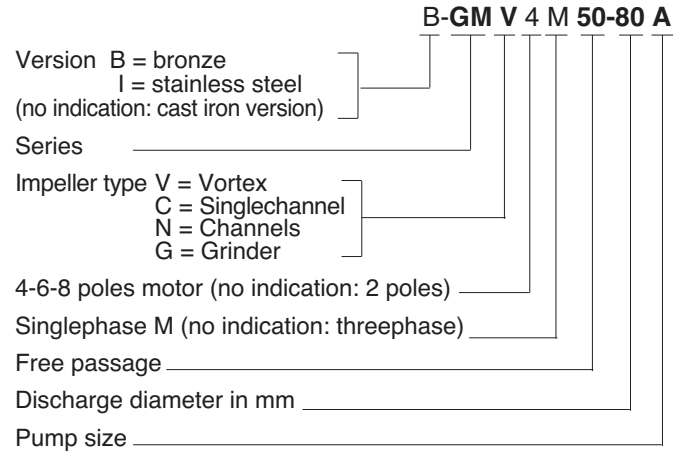 B-GM V 4 M 50-80 A
Version B = bronze
I = stainless steel
(no indication: cast iron version)
Series
Impeller type V = Vortex
C = Singlechannel
N = Channels
G = Grinder
4-6-8 poles motor (no indication: 2 poles)
Singlephase M (no indication: threephase)
Free passage
Discharge diameter in mm
Pump size